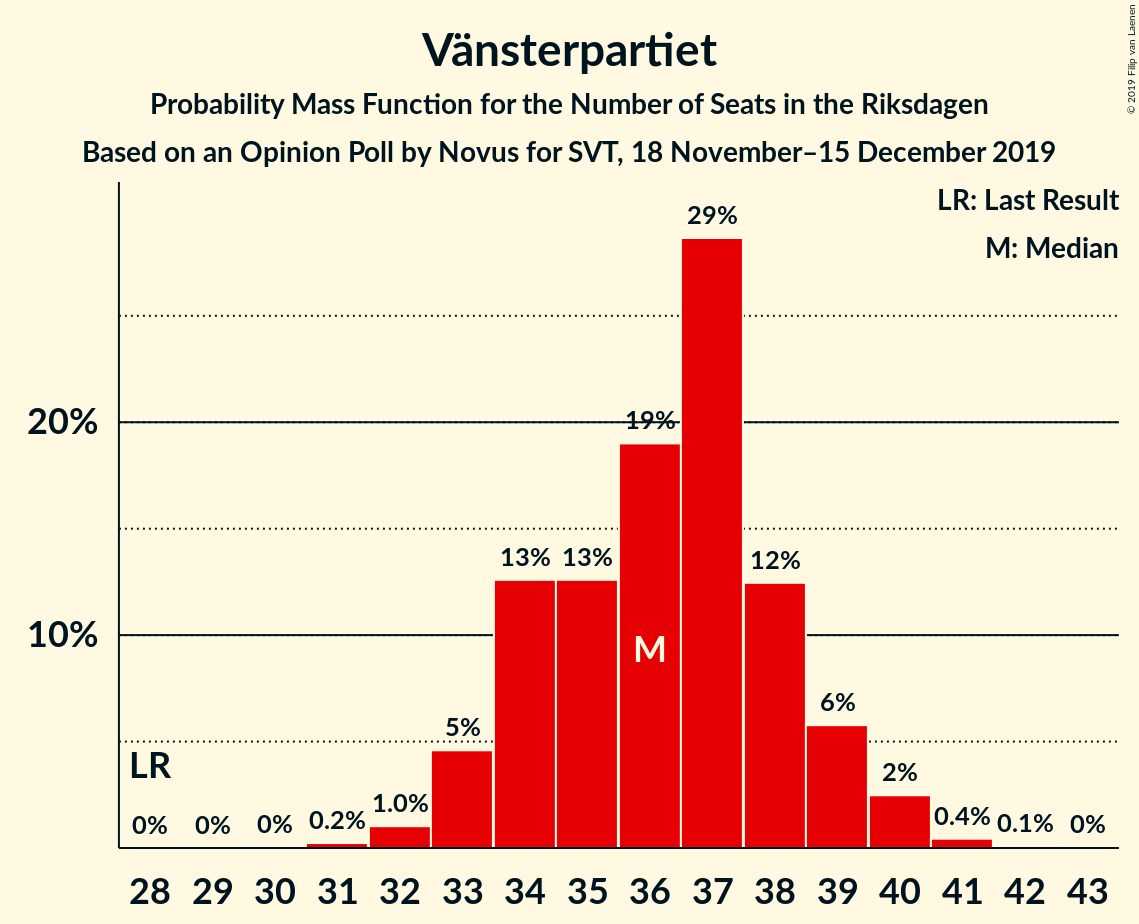 © 2019 Filip van Laenen
Vänsterpartiet
Probability Mass Function for the Number of Seats in the Riksdagen
Based on an Opinion Poll by Novus for SVT, 18 November–15 December 2019
LR: Last Result
M: Median
29%
20%
19%
13% 13% 12%
10%
M
6%
5%
LR
2%
0% 0% 0% 0.2% 1.0% 0.4% 0.1% 0%
28 29 30 31 32 33 34 35 36 37 38 39 40 41 42 43